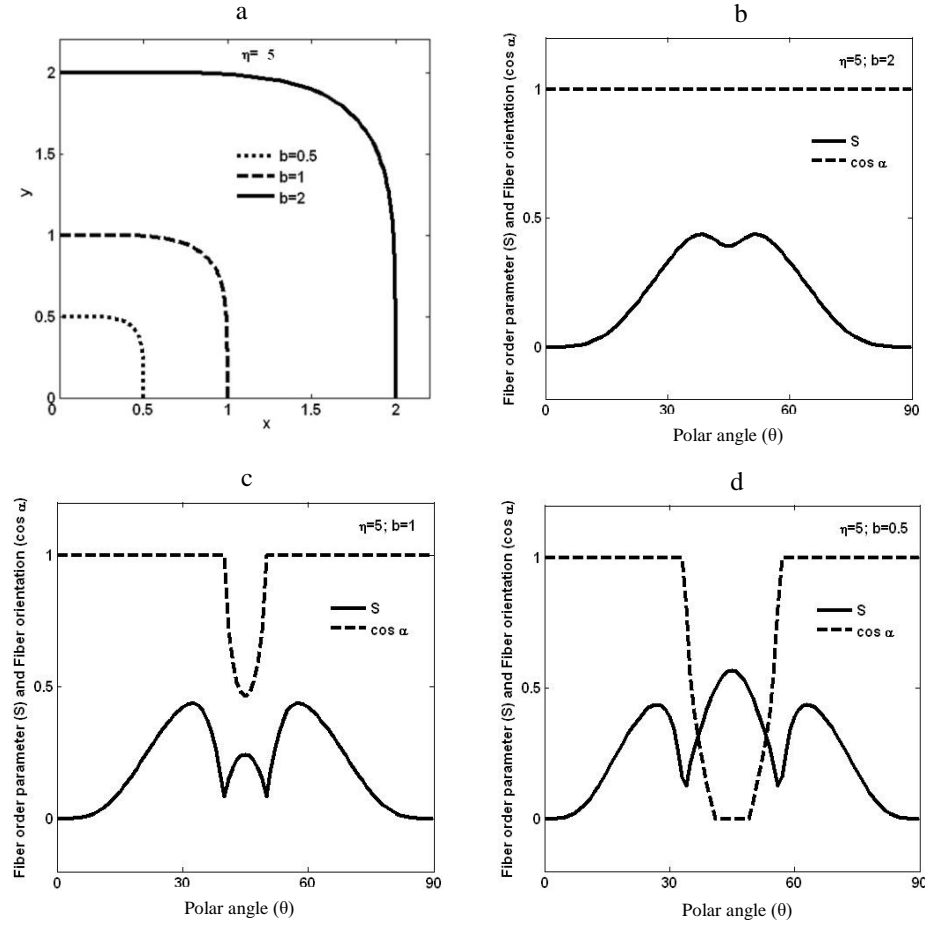 a
η= 5
2
1.5
1
0.5
0
y
b=0.5
b=1
b=2
0
0.5
1
1.5
2
x
b
Fiber order parameter (S) and Fiber orientation (cos α)
1
0.5
0
η=5; b=2
S
cos α
0
30
60
90
Polar angle (θ)
c
Fiber order parameter (S) and Fiber orientation (cos α)
1
0.5
0
η=5; b=1
S
cos α
0
30
60
90
Polar angle (θ)
d
Fiber order parameter (S) and Fiber orientation (cos α)
1
0.5
0
η=5; b=0.5
S
cos α
0
30
60
90
Polar angle (θ)